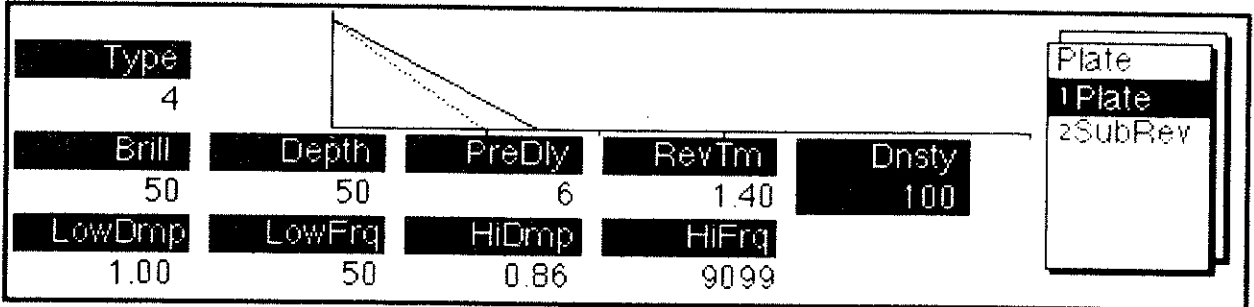 Type
4
Brill Depth PreDly RevTm Dnsty
50 50 6 1.40 100
LowDmp LowFrq HiDmp HiFrq
1.00 50 0.86 9099
Plate
1Plate
2SubRev